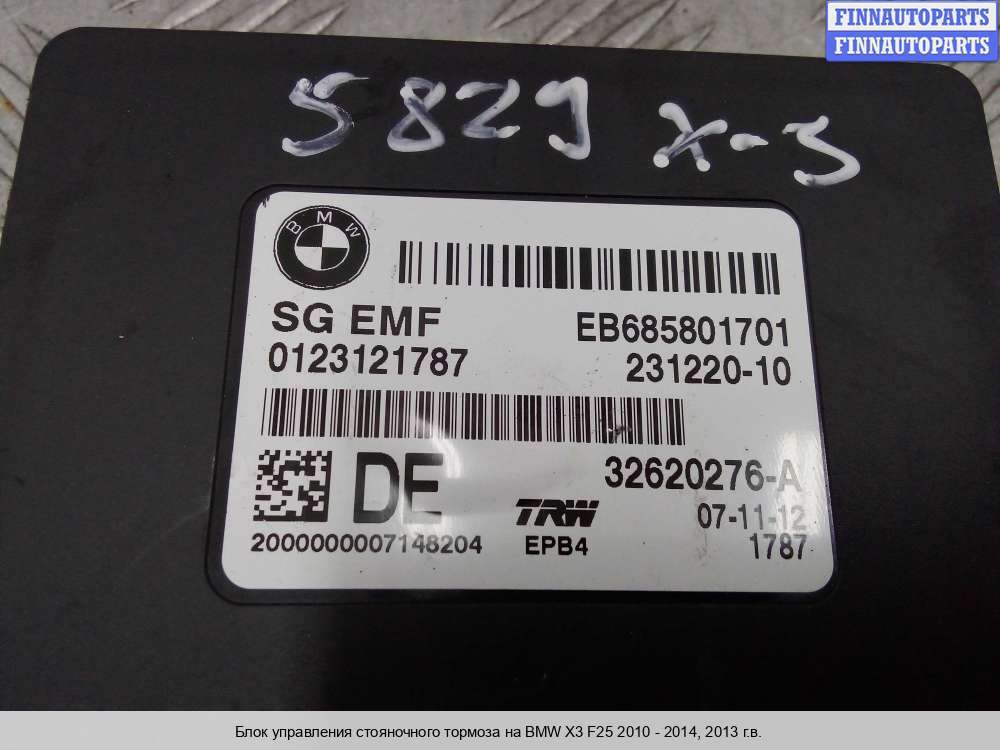 FINNAUTOPARTS
FINNAUTOPARTS
5829 X-3
BMW
SG EMF
EB685801701
0123121787
231220-10
DE
32620276-A
TRW
07-11-12
2000000007148204
EPB4
1787
Блок управления стояночного тормоза на BMW X3 F25 2010 - 2014, 2013 г.в.